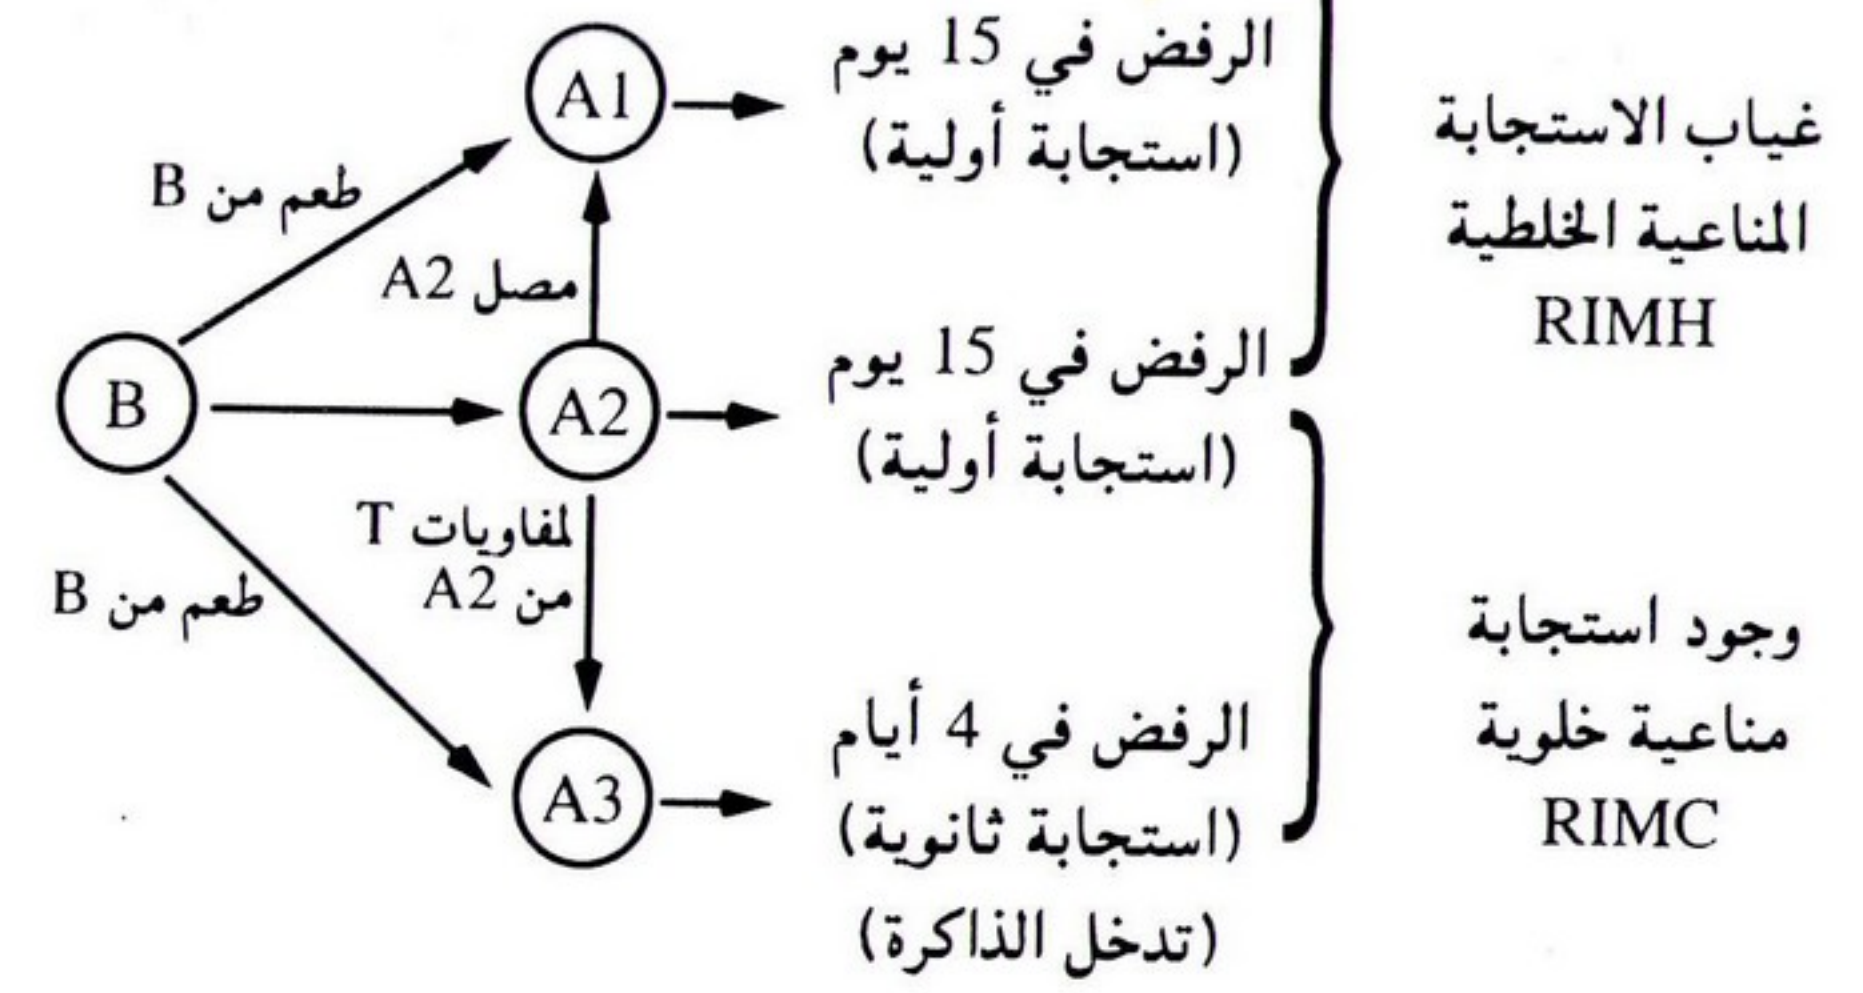 A1
الرفض في 15 يوم
(استجابة أولية)
غياب الاستجابة
المناعية الخلطية
RIMH
طعم من B
مصل A2
B
A2
الرفض في 15 يوم
(استجابة أولية)
لمفاويات T
من A2
طعم من B
A3
الرفض في 4 أيام
(استجابة ثانوية)
(تدخل الذاكرة)
وجود استجابة
مناعية خلوية
RIMC